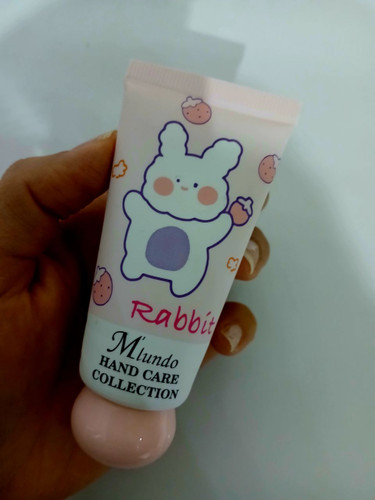 Rabbit
M'lundo
HAND CARE
COLLECTION